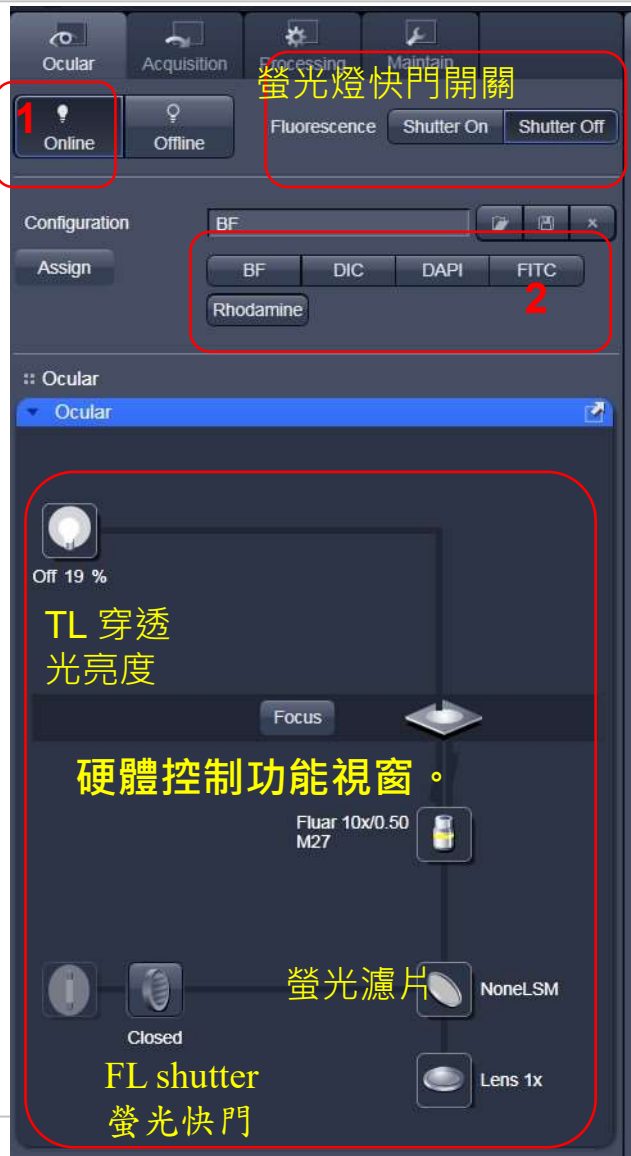 Ocular
Acquisition
Processing
Maintain
螢光燈快門開關
1
Online
Offline
Fluorescence
Shutter On
Shutter Off
Configuration
BF
×
Assign
BF
DIC
DAPI
FITC
2
Rhodamine
Ocular
Ocular
Off 19 %
TL 穿透
光亮度
Focus
硬體控制功能視窗。
Fluar 10x/0.50
M27
螢光濾片
NoneLSM
Closed
FL shutter
螢光快門
Lens 1x